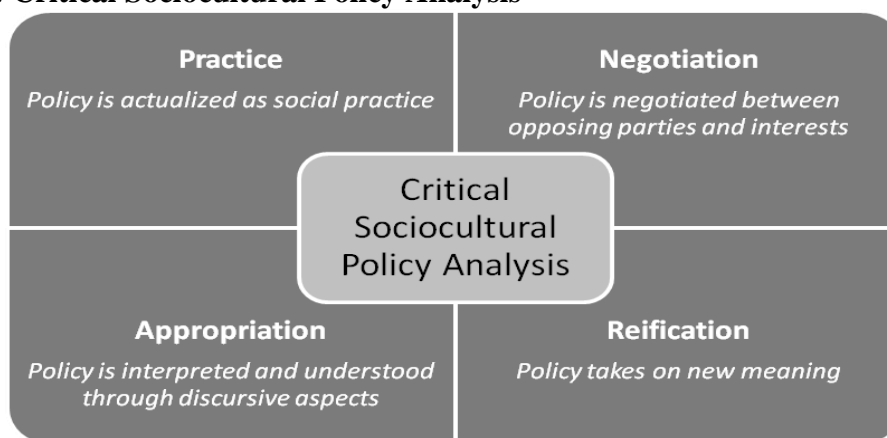 Critical Sociocultural Policy Analysis
Practice
Policy is actualized as social practice
Negotiation
Policy is negotiated between
opposing parties and interests
Critical
Sociocultural
Policy Analysis
Appropriation
Policy is interpreted and understood
through discursive aspects
Reification
Policy takes on new meaning